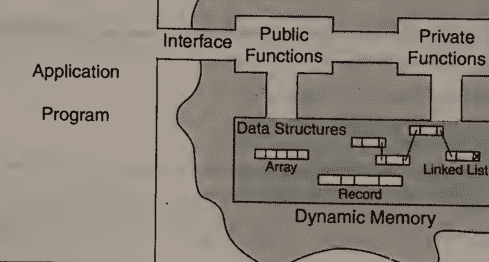 Interface
Public
Functions
Private
Functions
Application
Program
Data Structures
Array
Linked List
Record
Dynamic Memory